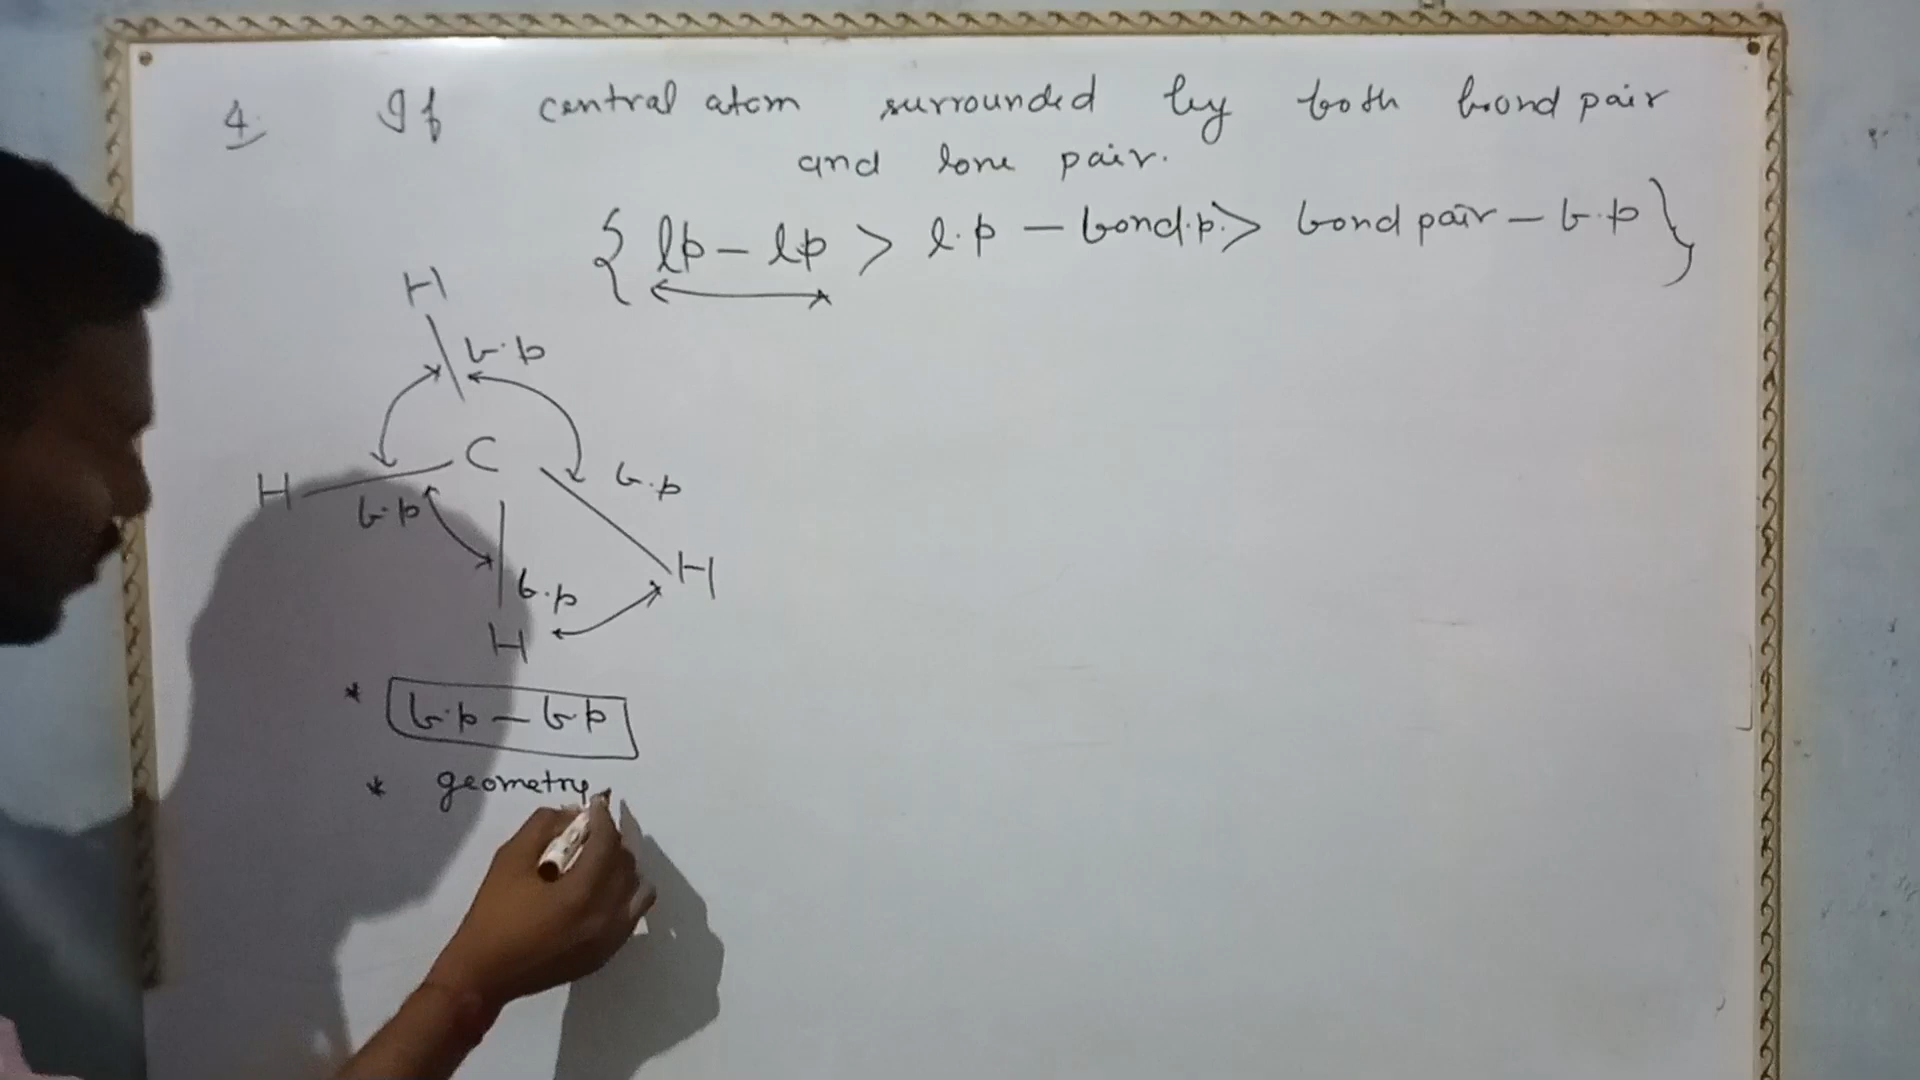 4. If central atom surrounded by both bond pair
and lone pair.
{ lp - lp > l.p - bond.p. > bond pair - b.p }
H
b.p
C
b.p
H
b.p
H
b.p
H
* b.p - b.p
* geometry